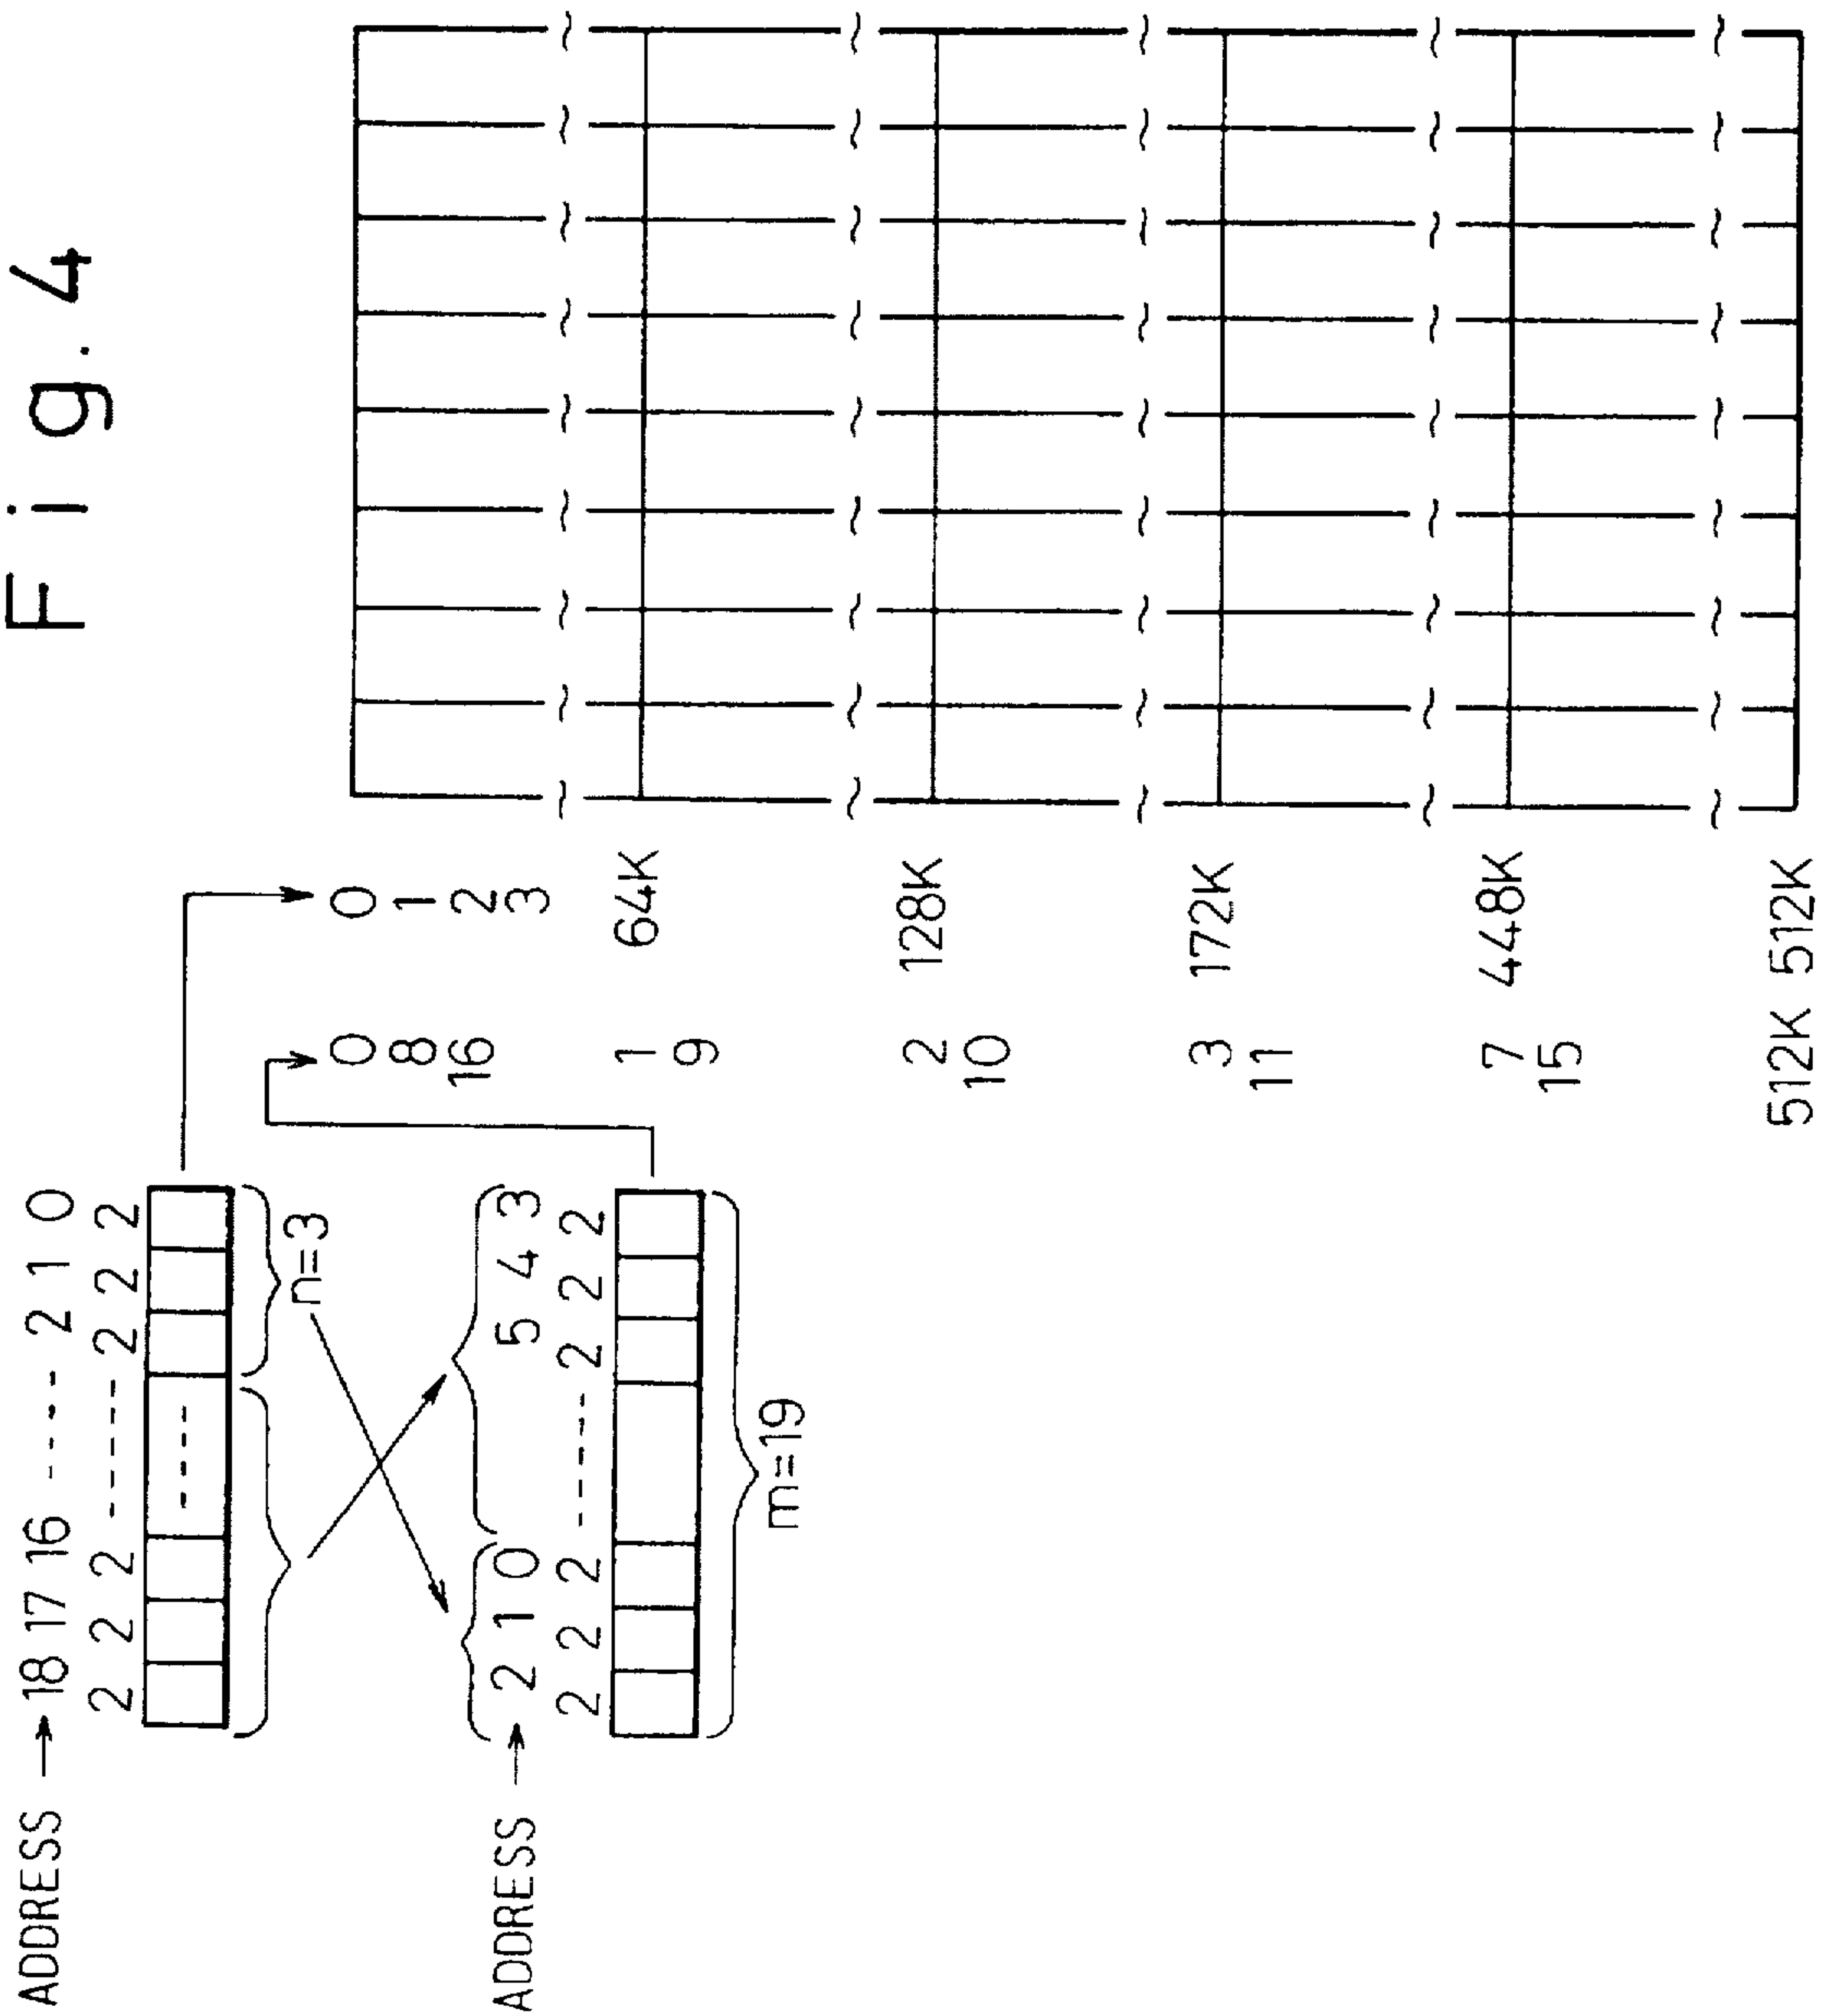 Fig.4
ADDRESS → 18 17 16 ---- 2 1 0
2 2 2 ----- 2 2 2
----
n=3
ADDRESS → 2 1 0 5 4 3
2 2 2 ----- 2 2 2
m=19
0 0
8 1
16 2
3
1 64K
9
2 128K
10
3 172K
11
7 448K
15
512K 512K